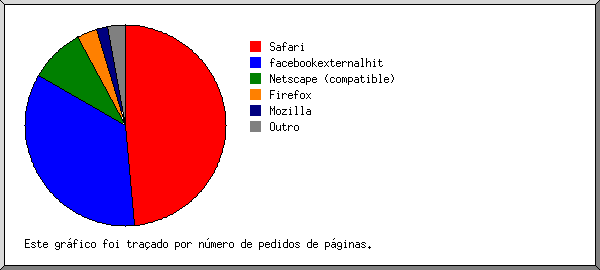 Safari
facebookexternalhit
Netscape (compatible)
Firefox
Mozilla
Outro
Este gráfico foi traçado por número de pedidos de páginas.